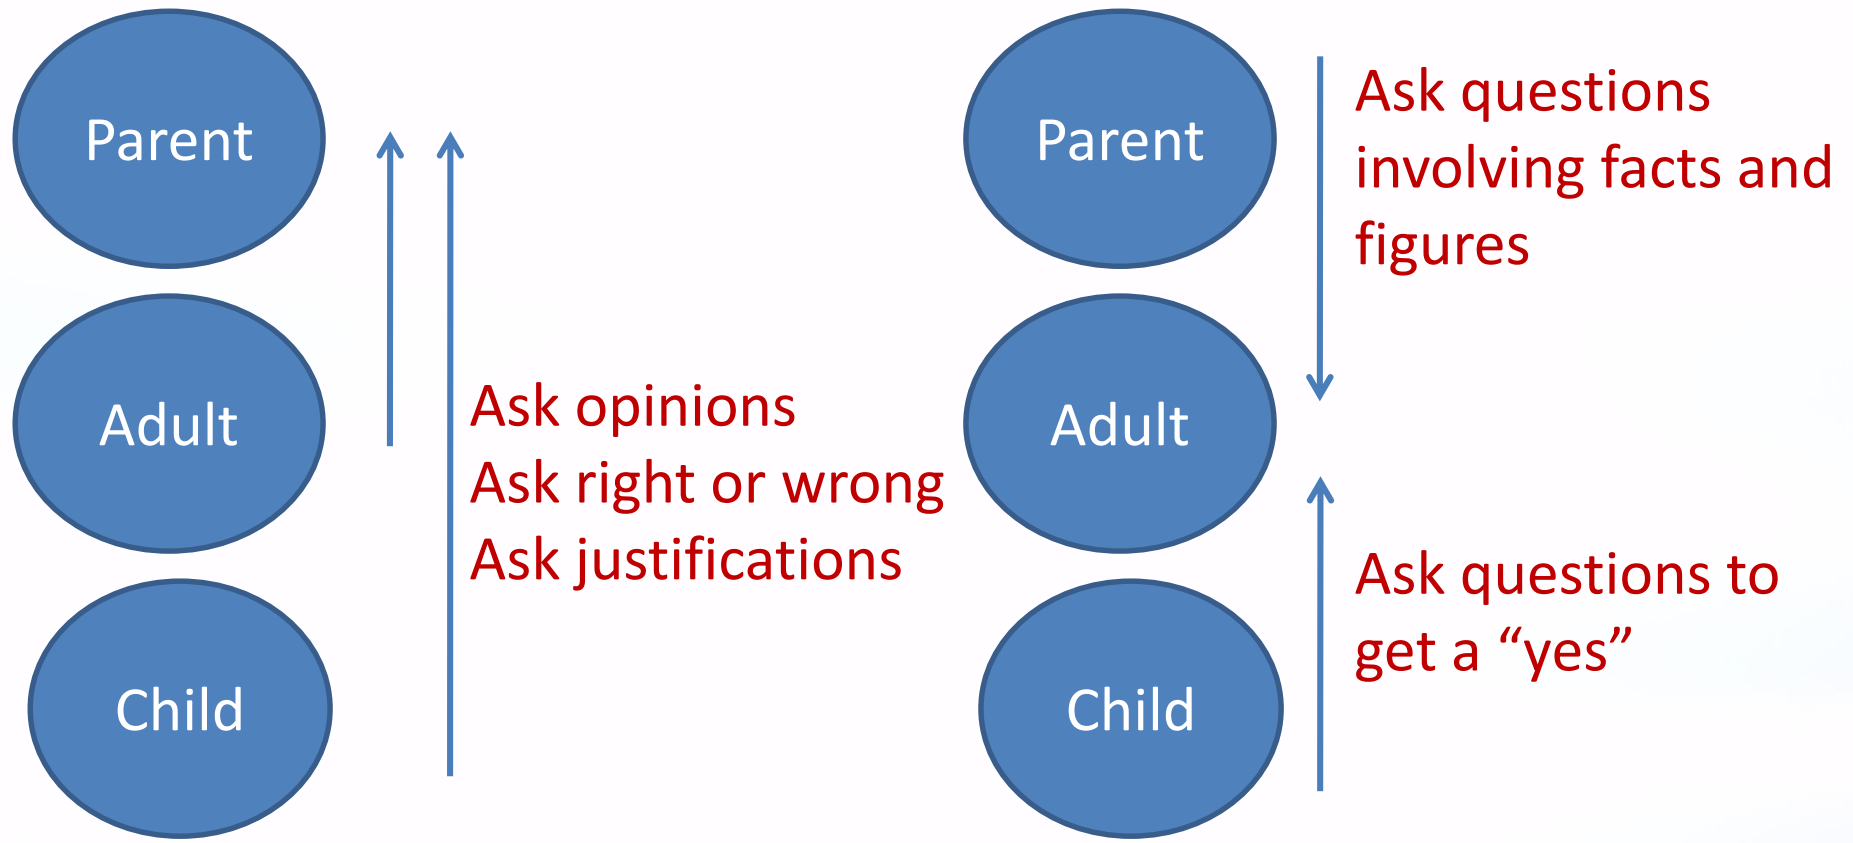 Parent
Adult
Child
Ask opinions
Ask right or wrong
Ask justifications
Parent
Adult
Child
Ask questions
involving facts and
figures
Ask questions to
get a “yes”